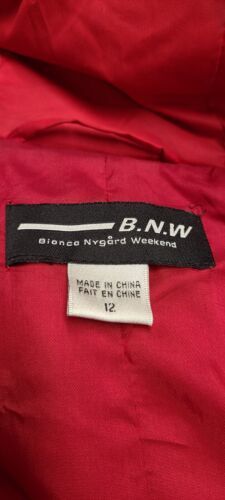 B.N.W
Bianca Nygård Weekend
MADE IN CHINA
FAIT EN CHINE
12